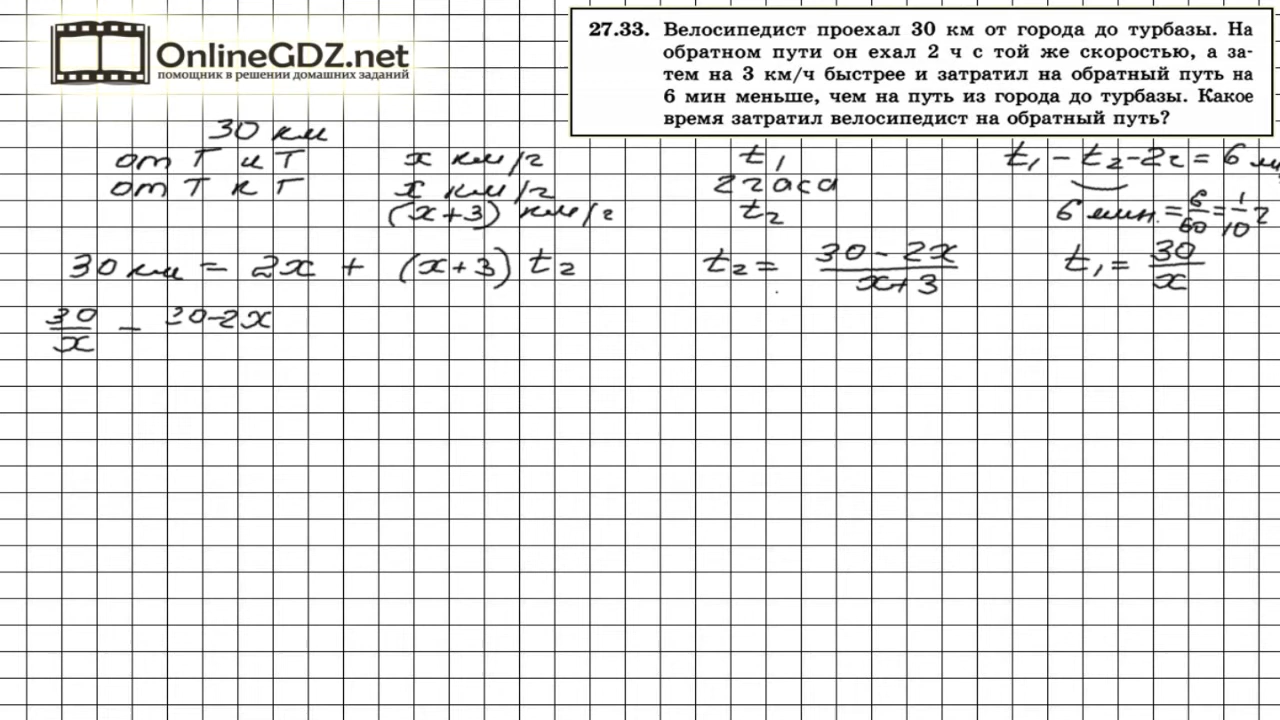 OnlineGDZ.net
помощник в решении домашних заданий
27.33. Велосипедист проехал 30 км от города до турбазы. На
обратном пути он ехал 2 ч с той же скоростью, а за-
тем на 3 км/ч быстрее и затратил на обратный путь на
6 мин меньше, чем на путь из города до турбазы. Какое
время затратил велосипедист на обратный путь?
30 км
от Г к Т x км/ч t₁ t₁ - t₂ - 2ч = 6 ми
от Т к Г x км/ч 2 часа
(x+3) км/ч t₂ 6 мин = 6/60 = 1/10 ч
30 км = 2x + (x+3) t₂ t₂ = (30 - 2x)/(x+3) t₁ = 30/x
30/x - 30-2x